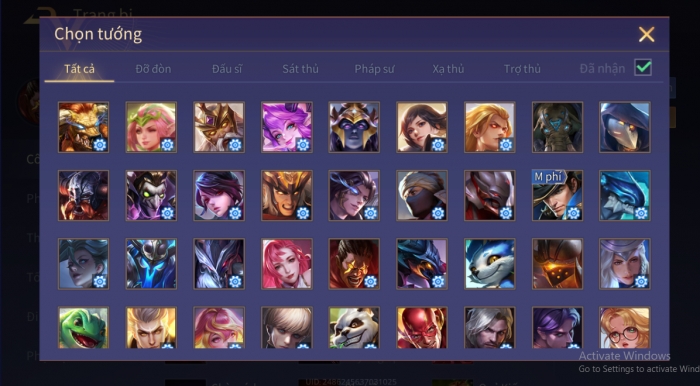 Trang bị
Chọn tướng
Tất cả Đỡ đòn Đấu sĩ Sát thủ Pháp sư Xạ thủ Trợ thủ Đã nhận
M phí
Activate Windows
Go to Settings to activate Wind